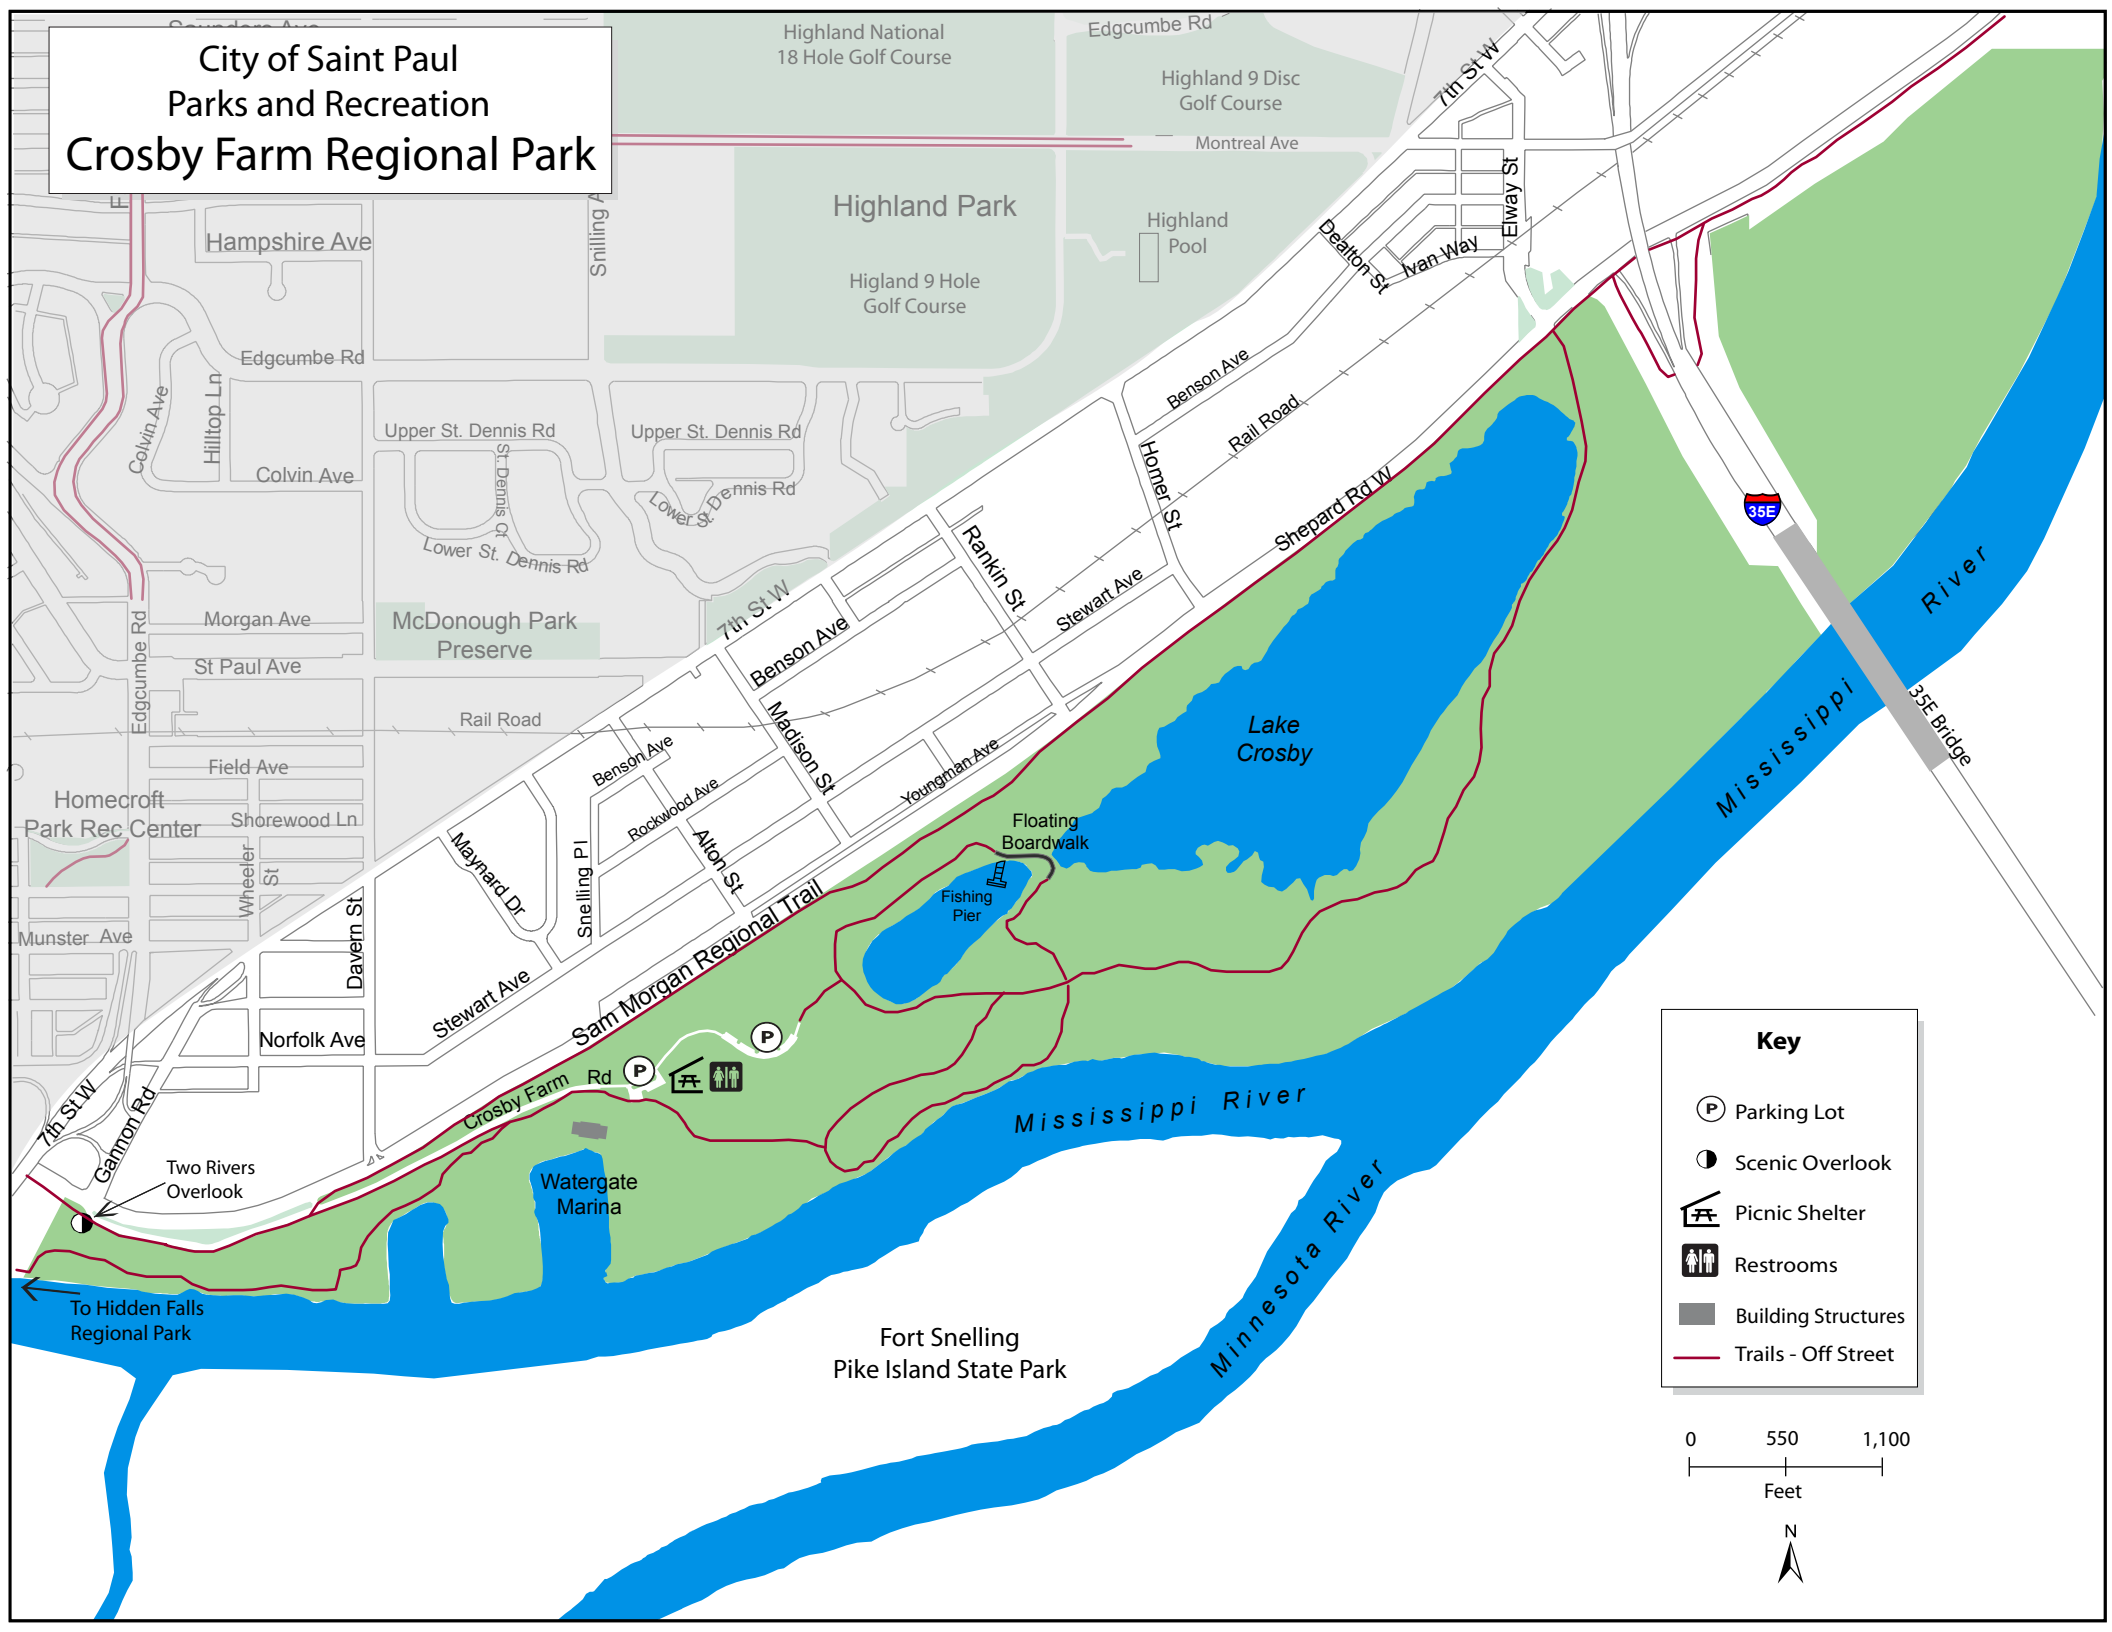 City of Saint Paul
Parks and Recreation
Crosby Farm Regional Park
Highland National
18 Hole Golf Course
Edgcumbe Rd
Highland 9 Disc
Golf Course
7th St W
Montreal Ave
Elway St
Hampshire Ave
Highland Park
Highland
Pool
Dealton St
Ivan Way
Higland 9 Hole
Golf Course
Edgcumbe Rd
Colvin Ave
Hilltop Ln
Benson Ave
Rail Road
Upper St. Dennis Rd
Upper St. Dennis Rd
Colvin Ave
St. Dennis Ct
Lower St. Dennis Rd
Lower St. Dennis Rd
Homer St
Shepard Rd W
35E
Rankin St
Stewart Ave
River
Morgan Ave
McDonough Park
Preserve
7th St W
Benson Ave
Edgcumbe Rd
St Paul Ave
Rail Road
Madison St
Benson Ave
Lake
Crosby
Mississippi
35E Bridge
Field Ave
Homecroft
Park Rec Center
Shorewood Ln
Rockwood Ave
Youngman Ave
Floating
Boardwalk
Wheeler
St
Maynard Dr
Snelling Pl
Alton St
Fishing
Pier
Munster Ave
Davern St
Stewart Ave
Sam Morgan Regional Trail
Norfolk Ave
P
P
Crosby Farm Rd
7th St W
Gannon Rd
Mississippi River
Two Rivers
Overlook
Watergate
Marina
Minnesota River
To Hidden Falls
Regional Park
Fort Snelling
Pike Island State Park
Key
P Parking Lot
Scenic Overlook
Picnic Shelter
Restrooms
Building Structures
Trails - Off Street
0 550 1,100
Feet
N